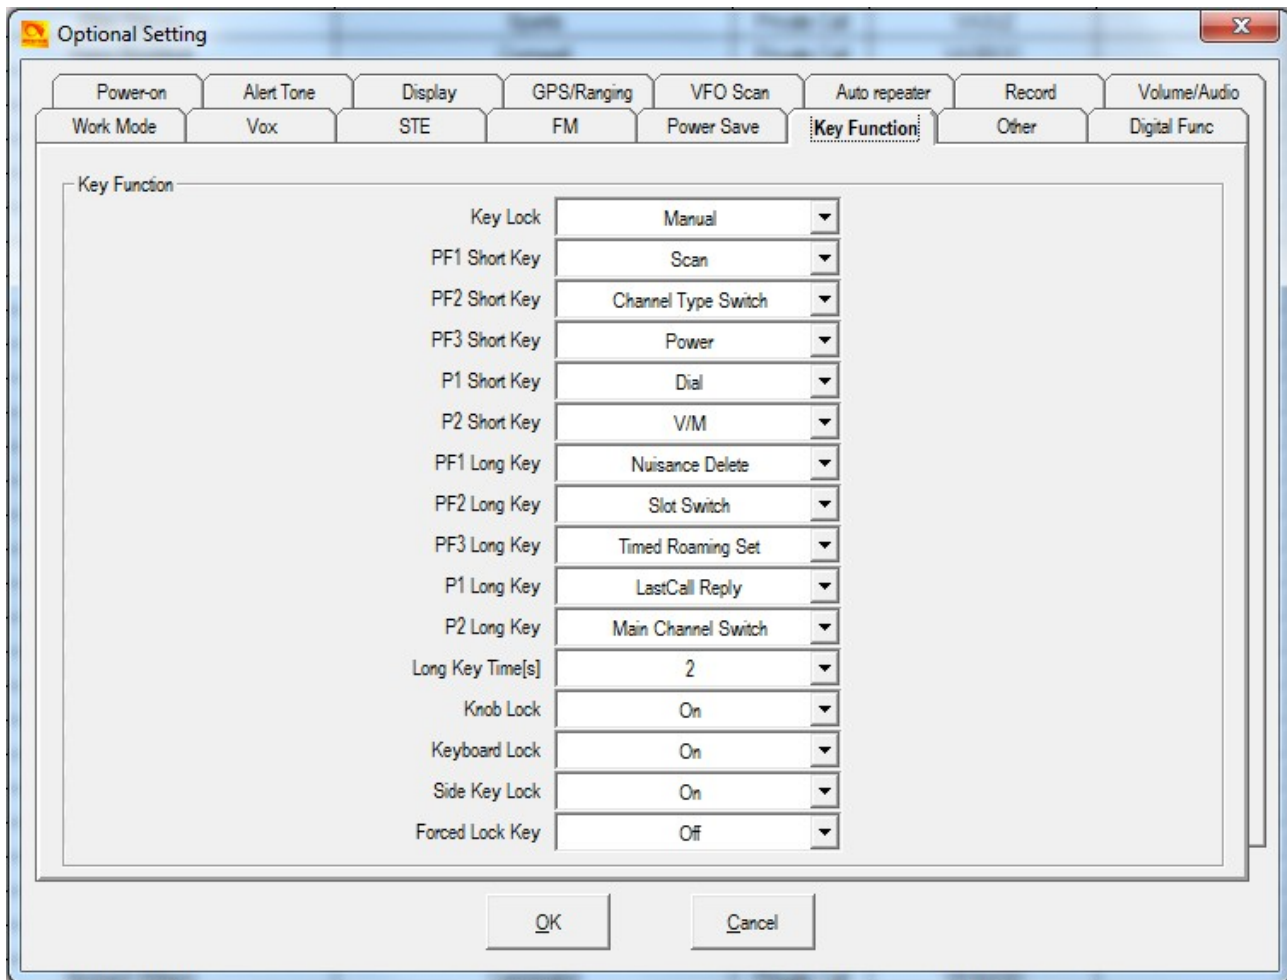 Optional Setting
Power-on Alert Tone Display GPS/Ranging VFO Scan Auto repeater Record Volume/Audio
Work Mode Vox STE FM Power Save Key Function Other Digital Func
Key Function
Key Lock Manual
PF1 Short Key Scan
PF2 Short Key Channel Type Switch
PF3 Short Key Power
P1 Short Key Dial
P2 Short Key V/M
PF1 Long Key Nuisance Delete
PF2 Long Key Slot Switch
PF3 Long Key Timed Roaming Set
P1 Long Key LastCall Reply
P2 Long Key Main Channel Switch
Long Key Time[s] 2
Knob Lock On
Keyboard Lock On
Side Key Lock On
Forced Lock Key Off
OK Cancel